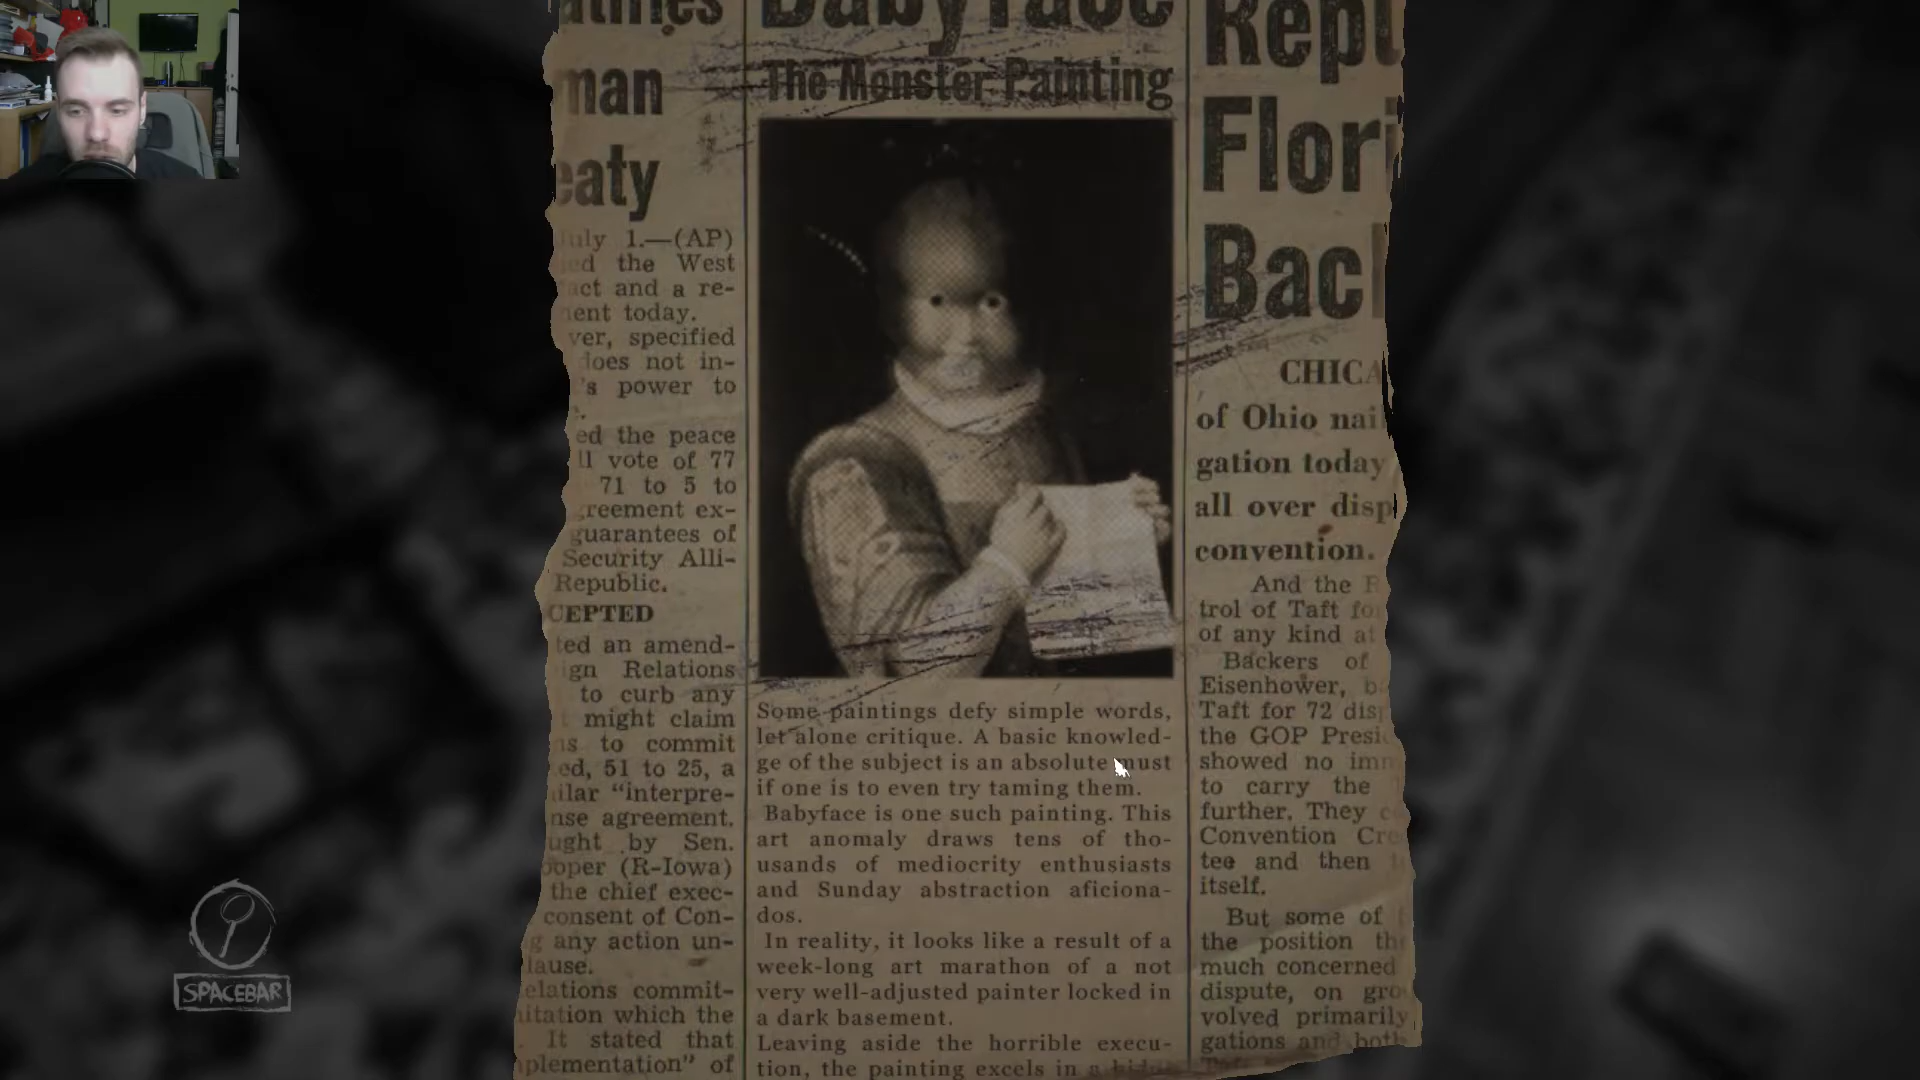 man
eaty
uly 1.—(AP)
ed the West
act and a re-
ent today.
ver, specified
does not in-
's power to
ed the peace
ll vote of 77
71 to 5 to
reement ex-
guarantees of
Security Alli-
Republic.
CEPTED
ted an amend-
ign Relations
to curb any
might claim
to commit
ed, 51 to 25, a
ilar “interpre-
nse agreement.
ught by Sen.
oper (R-Iowa)
the chief exec-
consent of Con-
g any action un-
lause.
elations commit-
itation which the
It stated that
plementation” of
Babyface
The Monster Painting
Some paintings defy simple words,
let alone critique. A basic knowled-
ge of the subject is an absolute must
if one is to even try taming them.
Babyface is one such painting. This
art anomaly draws tens of tho-
usands of mediocrity enthusiasts
and Sunday abstraction aficiona-
dos.
In reality, it looks like a result of a
week-long art marathon of a not
very well-adjusted painter locked in
a dark basement.
Leaving aside the horrible execu-
tion, the painting excels in a
Repu
Flori
Back
CHICA
of Ohio nai
gation today
all over disp
convention.
And the R
trol of Taft fo
of any kind at
Backers of
Eisenhower, b
Taft for 72 dis
the GOP Presi
showed no imm
to carry the
further. They c
Convention Cre
tee and then
itself.
But some of
the position th
much concerned
dispute, on gro
volved primarily
gations and both
SPACEBAR